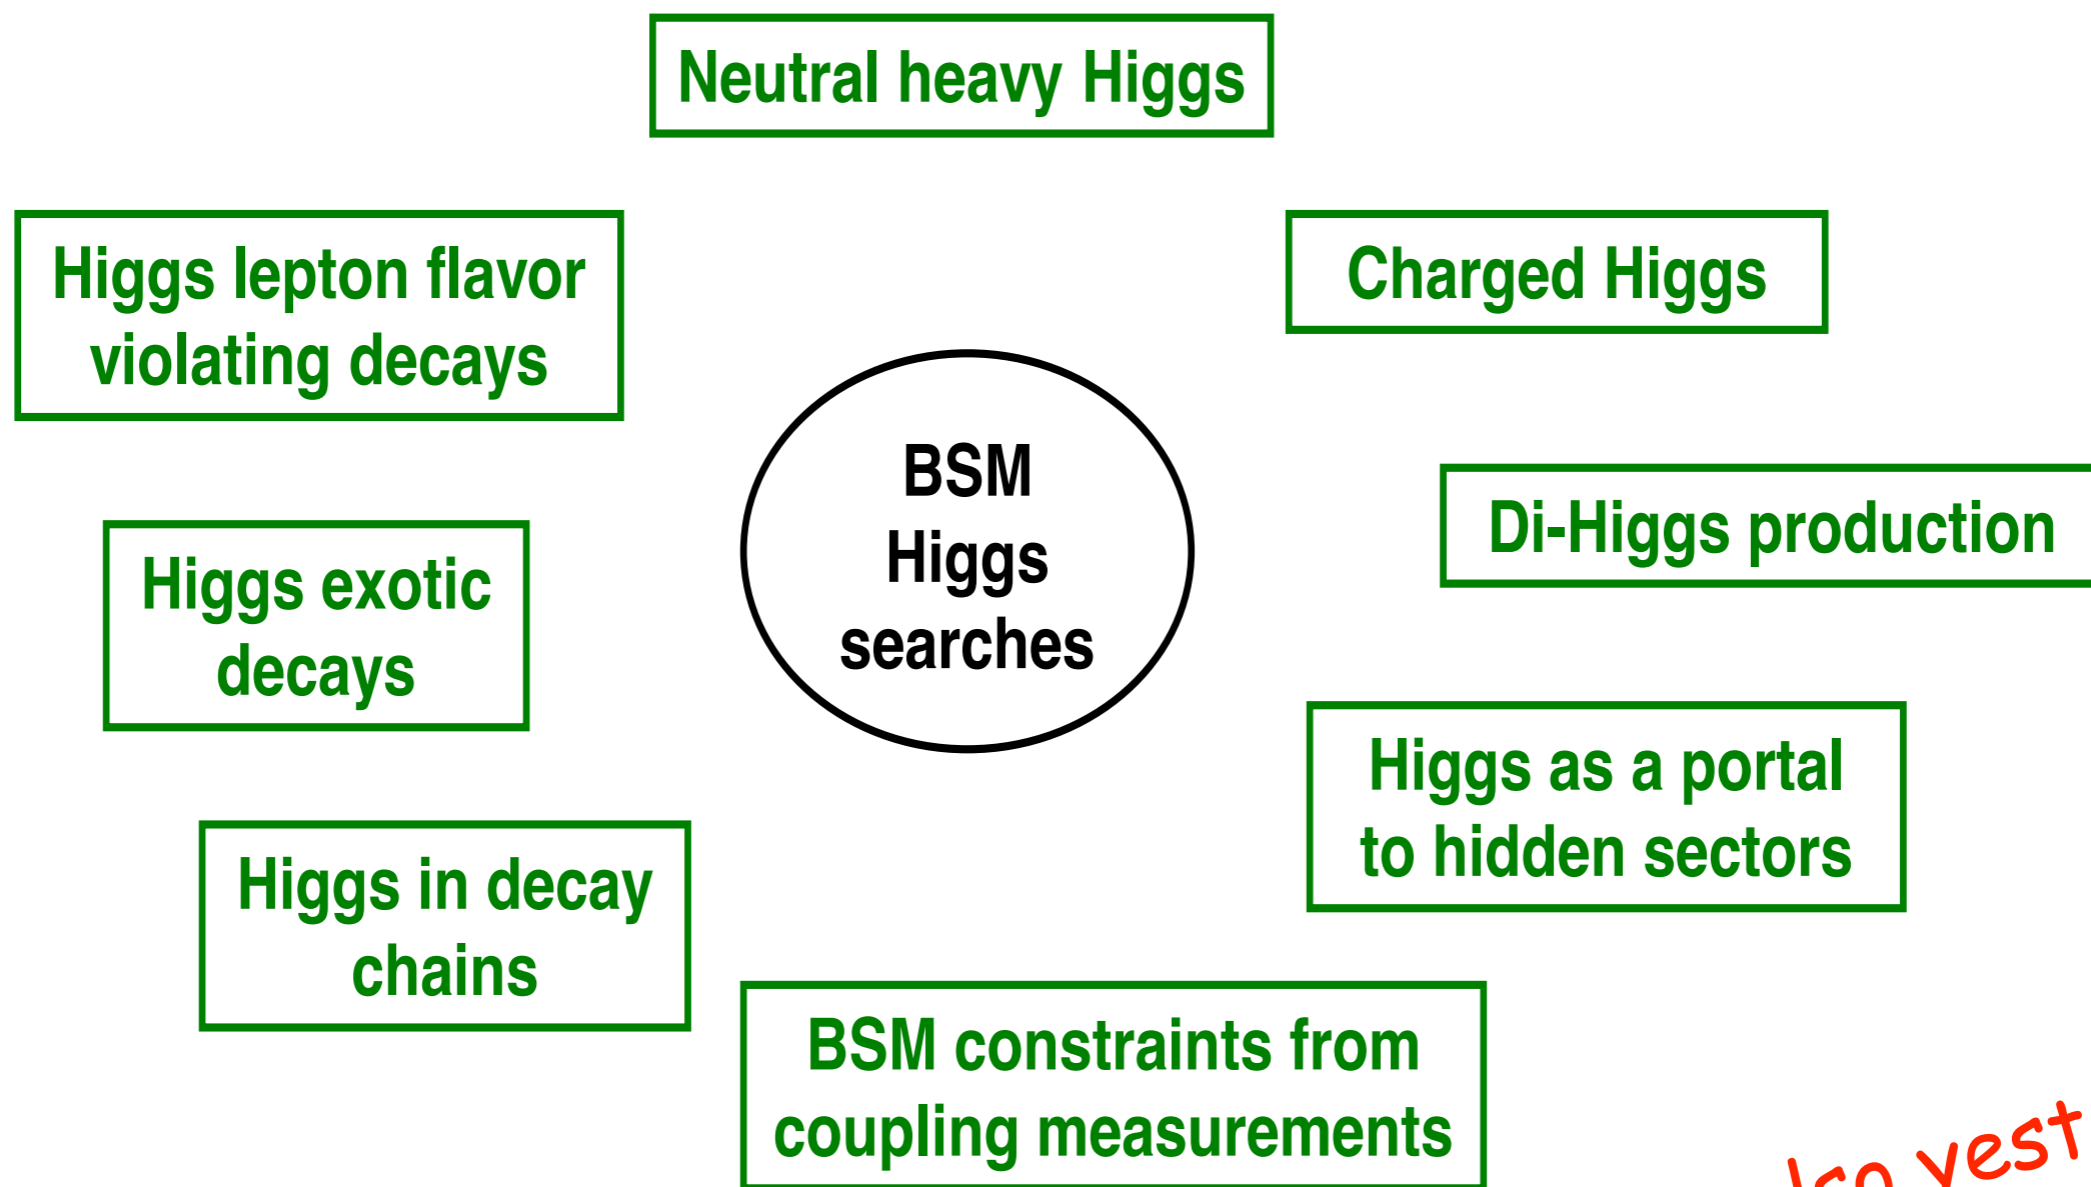 Neutral heavy Higgs
Higgs lepton flavor
violating decays
Charged Higgs
BSM
Higgs
searches
Di-Higgs production
Higgs exotic
decays
Higgs as a portal
to hidden sectors
Higgs in decay
chains
BSM constraints from
coupling measurements